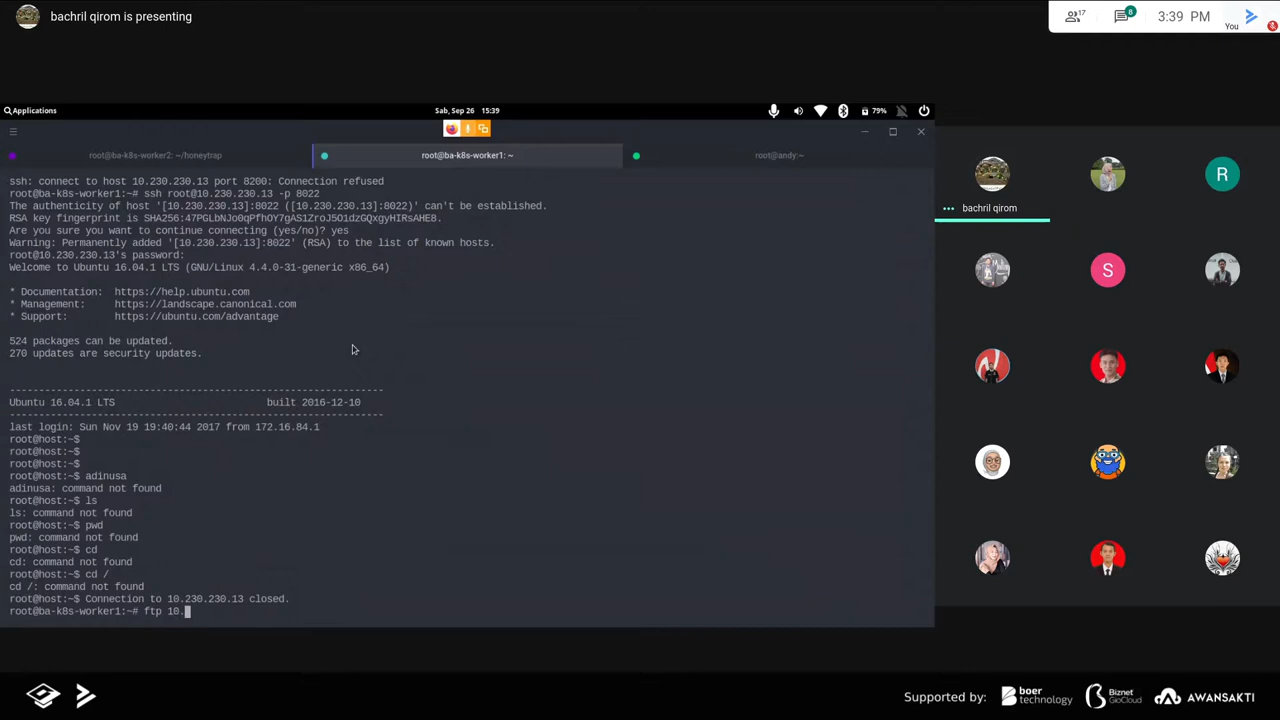 bachril qirom is presenting
17
8
3:39 PM
You
Applications
Sab, Sep 26 15:39
79%
root@ba-k8s-worker2: ~/honeytrap
root@ba-k8s-worker1: ~
root@andy:~
ssh: connect to host 10.230.230.13 port 8200: Connection refused
root@ba-k8s-worker1:~# ssh root@10.230.230.13 -p 8022
The authenticity of host '[10.230.230.13]:8022 ([10.230.230.13]:8022)' can't be established.
RSA key fingerprint is SHA256:47PGLbNJo0qPfhOY7gAS1ZroJ5O1dzGQxgyHIRsAHE8.
Are you sure you want to continue connecting (yes/no)? yes
Warning: Permanently added '[10.230.230.13]:8022' (RSA) to the list of known hosts.
root@10.230.230.13's password:
Welcome to Ubuntu 16.04.1 LTS (GNU/Linux 4.4.0-31-generic x86_64)
* Documentation:  https://help.ubuntu.com
* Management:     https://landscape.canonical.com
* Support:        https://ubuntu.com/advantage
524 packages can be updated.
270 updates are security updates.
----------------------------------------------------------------
Ubuntu 16.04.1 LTS                          built 2016-12-10
----------------------------------------------------------------
last login: Sun Nov 19 19:40:44 2017 from 172.16.84.1
root@host:~$
root@host:~$
root@host:~$
root@host:~$ adinusa
adinusa: command not found
root@host:~$ ls
ls: command not found
root@host:~$ pwd
pwd: command not found
root@host:~$ cd
cd: command not found
root@host:~$ cd /
cd /: command not found
root@host:~$ Connection to 10.230.230.13 closed.
root@ba-k8s-worker1:~# ftp 10.
bachril qirom
R
S
Supported by:
boer technology
Biznet GioCloud
AWANSAKTI